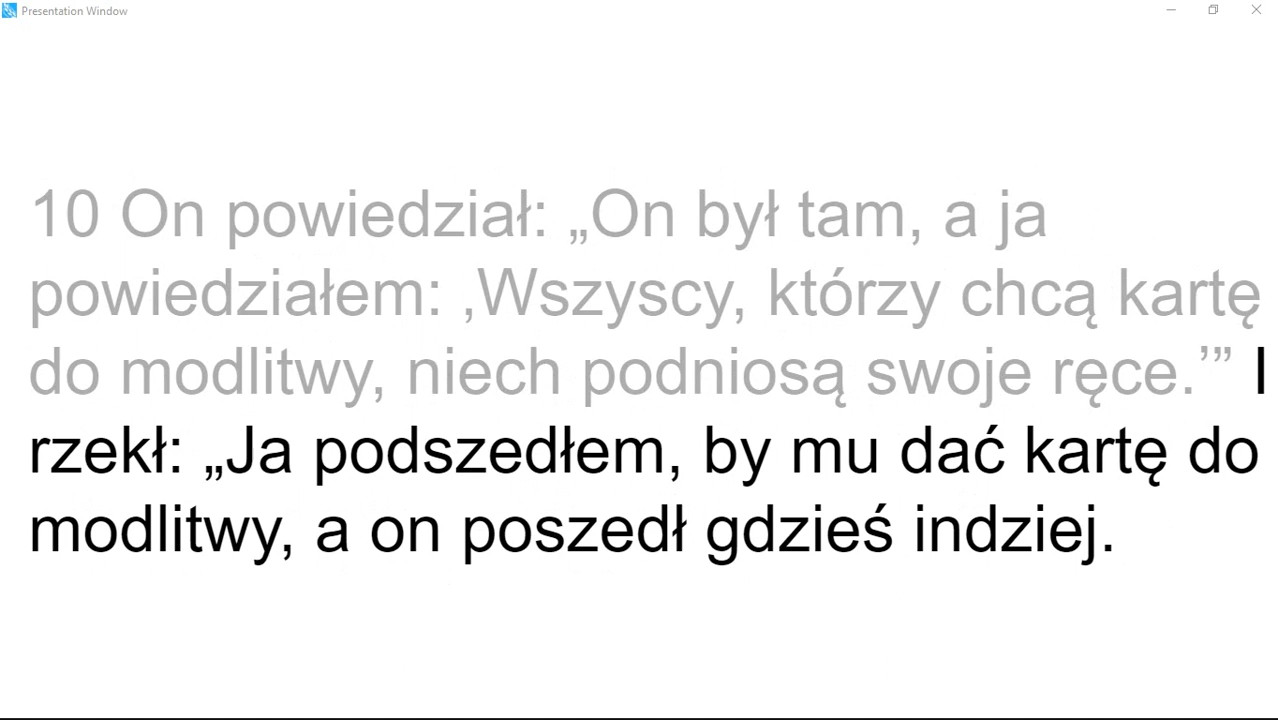 Presentation Window
10 On powiedział: „On był tam, a ja
powiedziałem: ‚Wszyscy, którzy chcą kartę
do modlitwy, niech podniosą swoje ręce.’” I
rzekł: „Ja podszedłem, by mu dać kartę do
modlitwy, a on poszedł gdzieś indziej.